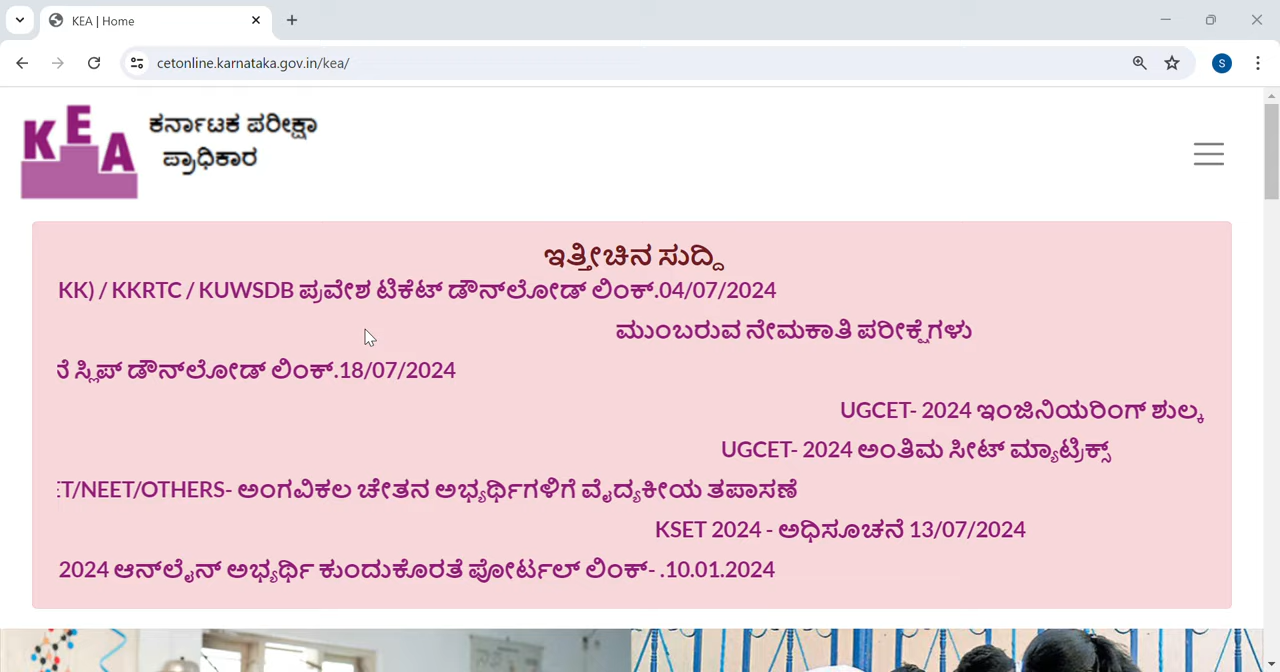 KEA | Home
cetonline.karnataka.gov.in/kea/
S
KEA
ಕರ್ನಾಟಕ ಪರೀಕ್ಷಾ
ಪ್ರಾಧಿಕಾರ
ಇತ್ತೀಚಿನ ಸುದ್ದಿ
KK) / KKRTC / KUWSDB ಪ್ರವೇಶ ಟಿಕೆಟ್ ಡೌನ್‌ಲೋಡ್ ಲಿಂಕ್.04/07/2024
ಮುಂಬರುವ ನೇಮಕಾತಿ ಪರೀಕ್ಷೆಗಳು
ನೆ ಸ್ಲಿಪ್ ಡೌನ್‌ಲೋಡ್ ಲಿಂಕ್.18/07/2024
UGCET- 2024 ಇಂಜಿನಿಯರಿಂಗ್ ಶುಲ್ಕ
UGCET- 2024 ಅಂತಿಮ ಸೀಟ್ ಮ್ಯಾಟ್ರಿಕ್ಸ್
ET/NEET/OTHERS- ಅಂಗವಿಕಲ ಚೇತನ ಅಭ್ಯರ್ಥಿಗಳಿಗೆ ವೈದ್ಯಕೀಯ ತಪಾಸಣೆ
KSET 2024 - ಅಧಿಸೂಚನೆ 13/07/2024
2024 ಆನ್‌ಲೈನ್ ಅಭ್ಯರ್ಥಿ ಕುಂದುಕೊರತೆ ಪೋರ್ಟಲ್ ಲಿಂಕ್- .10.01.2024